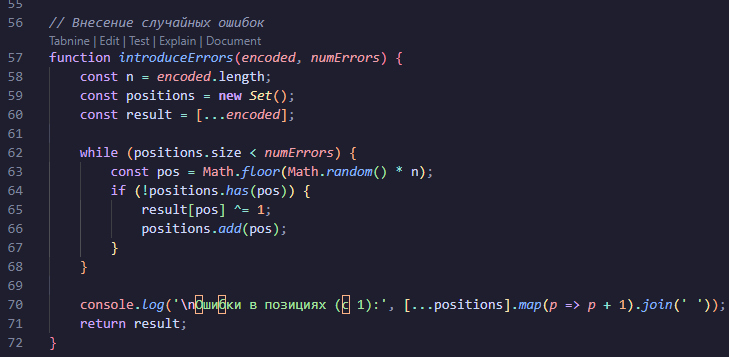 55
56 // Внесение случайных ошибок
Tabnine | Edit | Test | Explain | Document
57 function introduceErrors(encoded, numErrors) {
58     const n = encoded.length;
59     const positions = new Set();
60     const result = [...encoded];
61
62     while (positions.size < numErrors) {
63         const pos = Math.floor(Math.random() * n);
64         if (!positions.has(pos)) {
65             result[pos] ^= 1;
66             positions.add(pos);
67         }
68     }
69
70     console.log('\nОшибки в позициях (с 1):', [...positions].map(p => p + 1).join(' '));
71     return result;
72 }